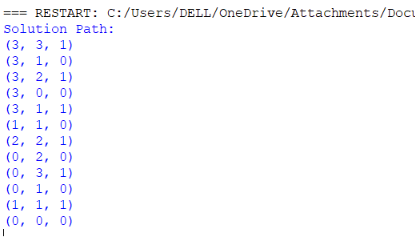 === RESTART: C:/Users/DELL/OneDrive/Attachments/Docu
Solution Path:
(3, 3, 1)
(3, 1, 0)
(3, 2, 1)
(3, 0, 0)
(3, 1, 1)
(1, 1, 0)
(2, 2, 1)
(0, 2, 0)
(0, 3, 1)
(0, 1, 0)
(1, 1, 1)
(0, 0, 0)